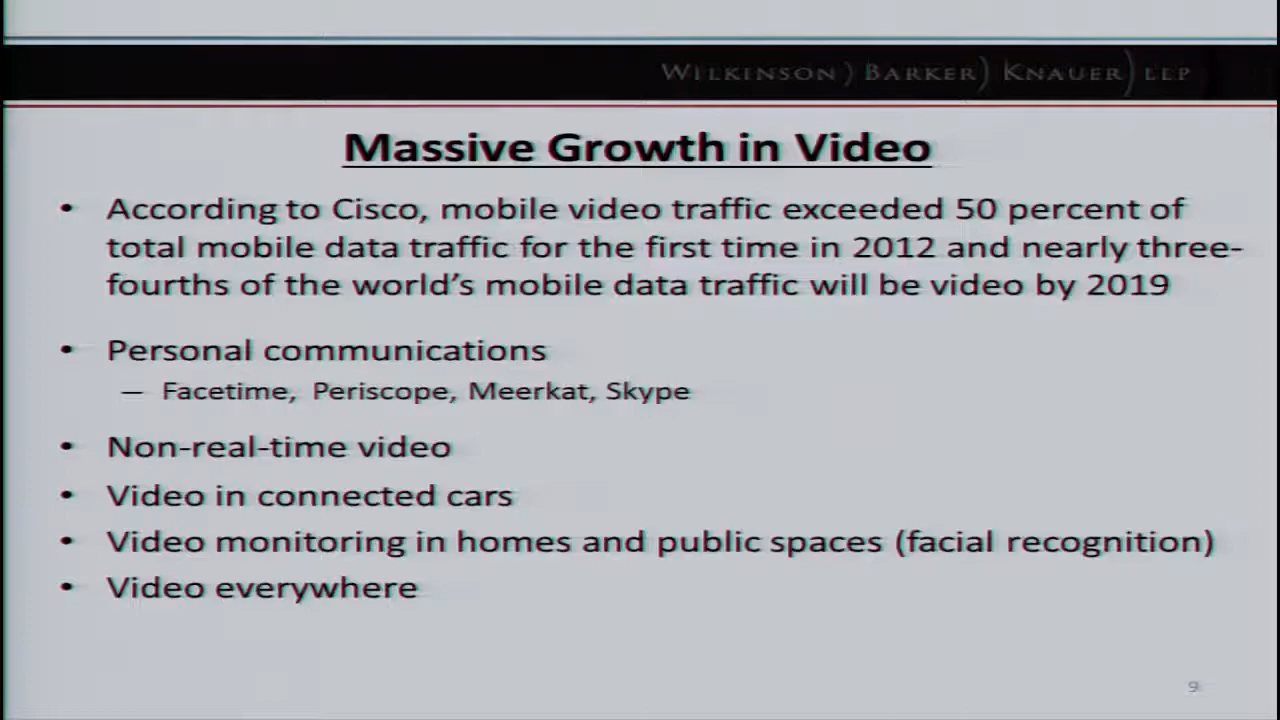 WILKINSON) BARKER) KNAUER) LLP
Massive Growth in Video
• According to Cisco, mobile video traffic exceeded 50 percent of
total mobile data traffic for the first time in 2012 and nearly three-
fourths of the world's mobile data traffic will be video by 2019
• Personal communications
– Facetime, Periscope, Meerkat, Skype
• Non-real-time video
• Video in connected cars
• Video monitoring in homes and public spaces (facial recognition)
• Video everywhere
9